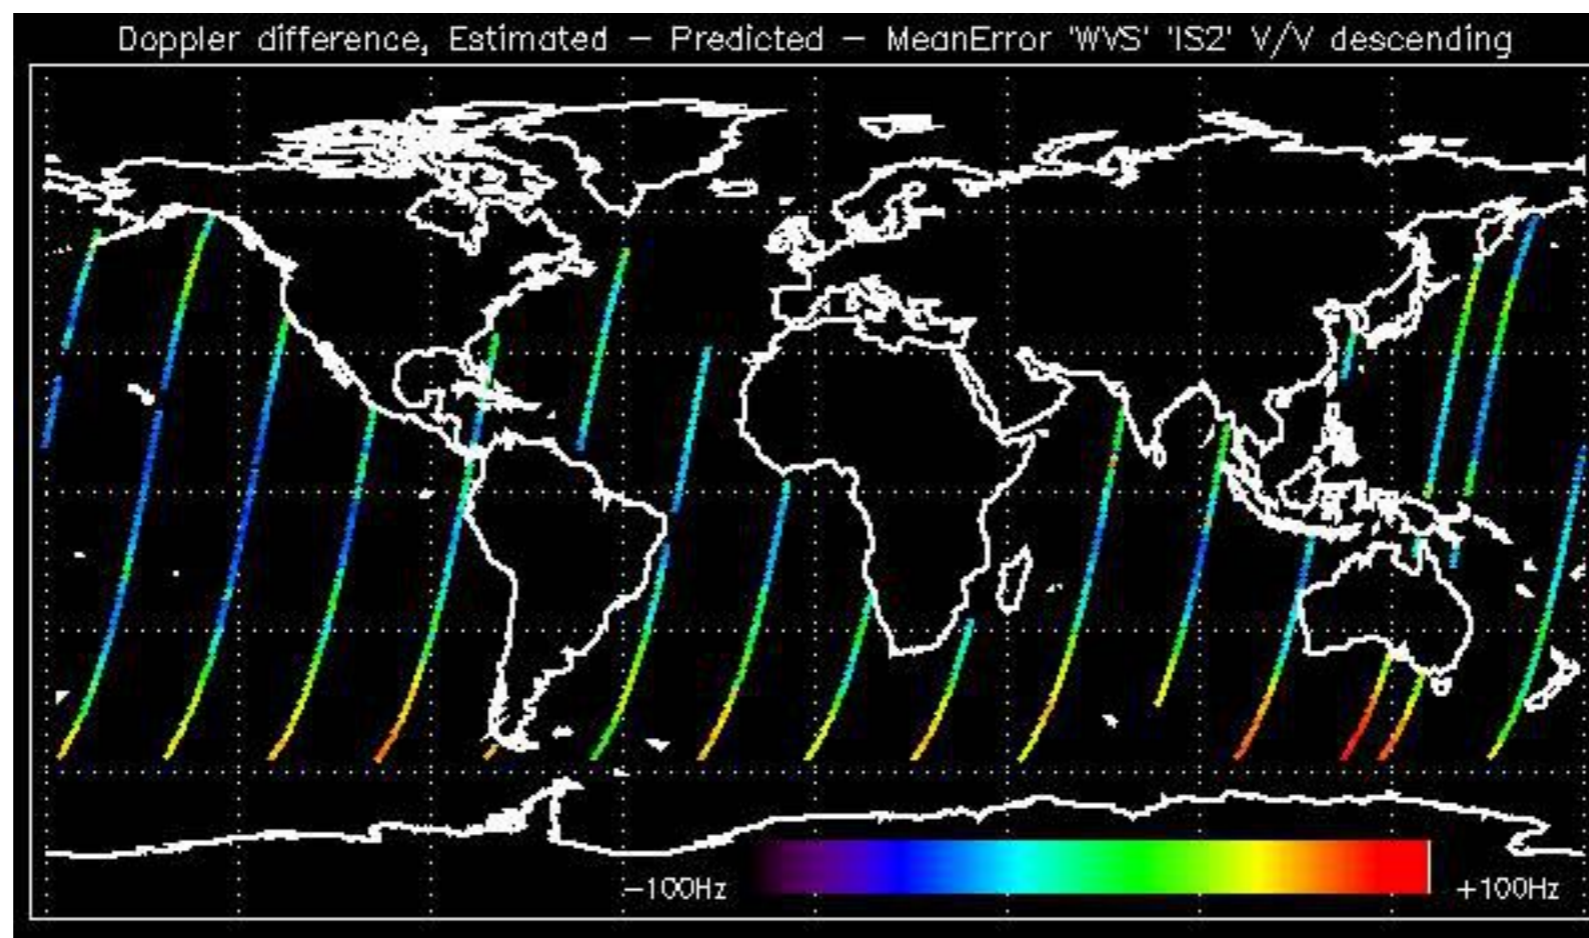 Doppler difference, Estimated – Predicted – MeanError 'WVS' 'IS2' V/V descending
–100Hz
+100Hz